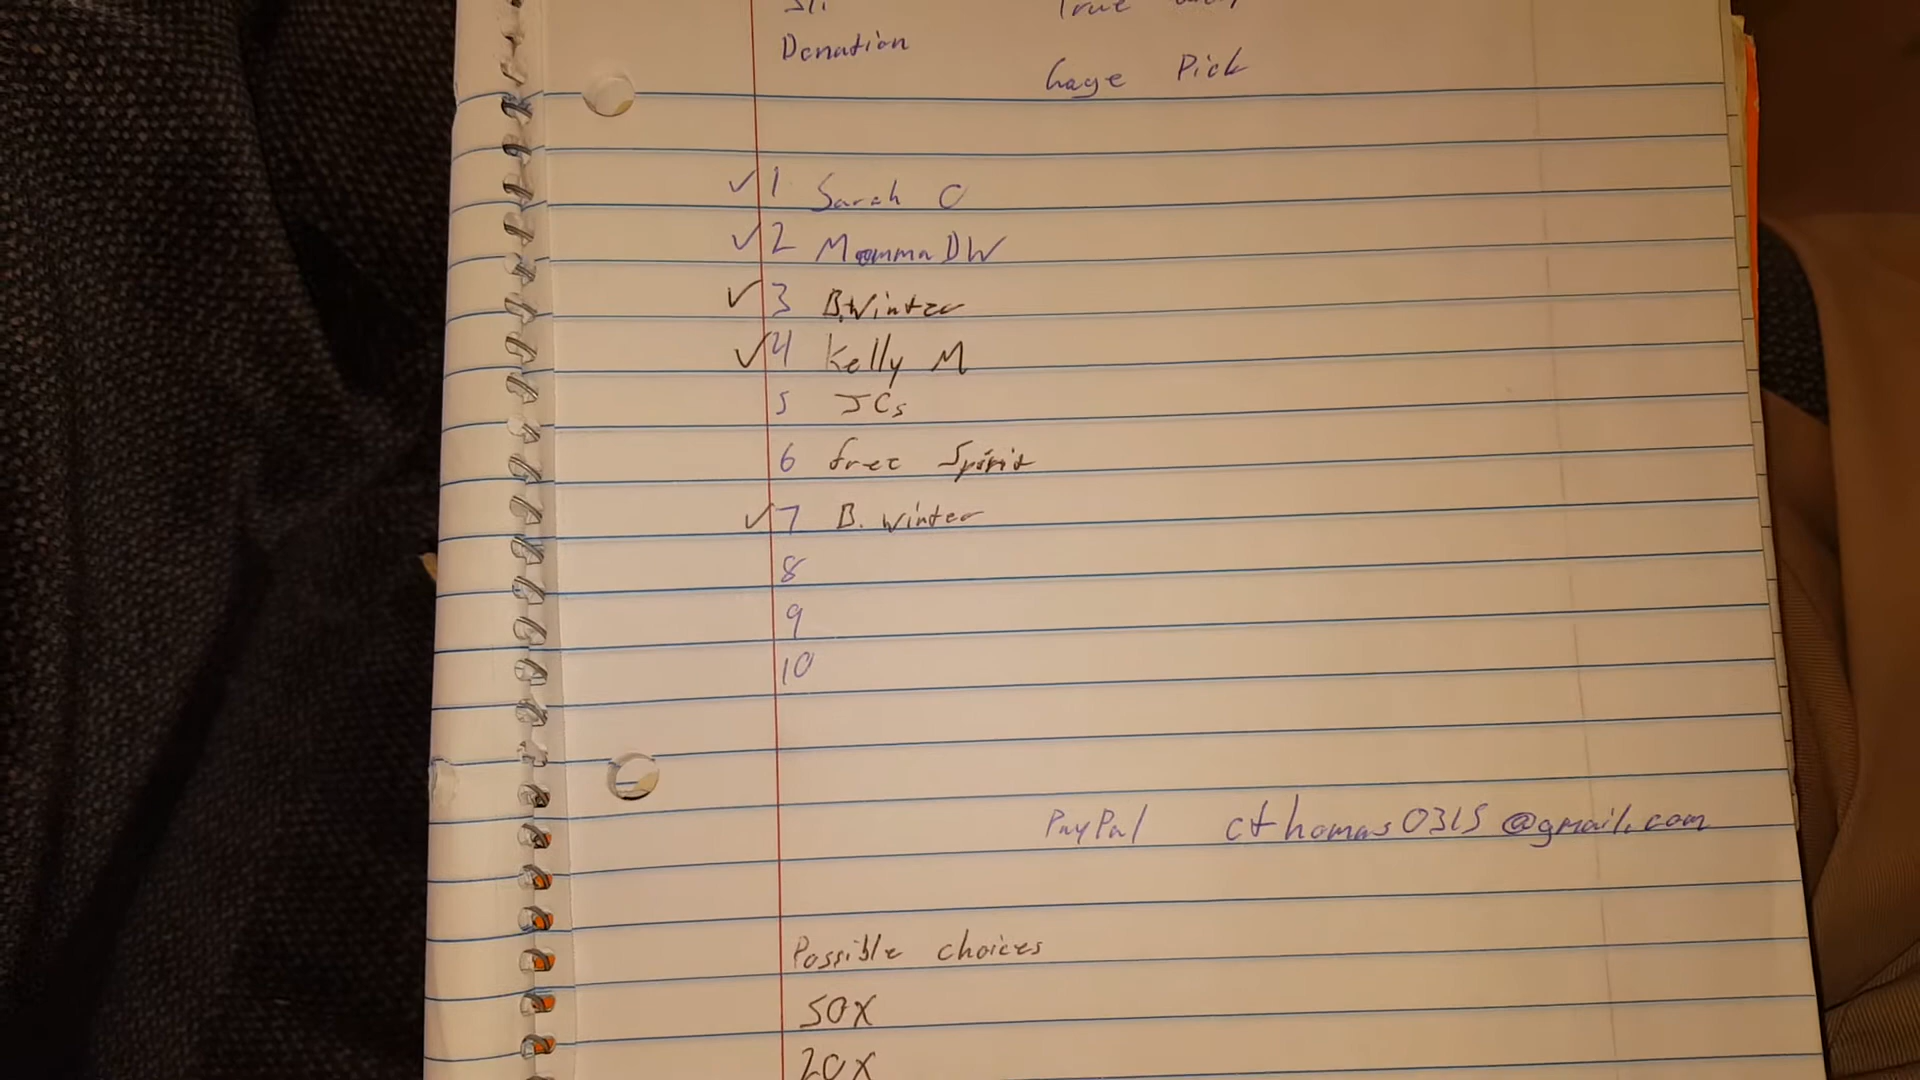 Donation
Gage Pick
✓ 1 Sarah O
✓ 2 MommaDW
✓ 3 B.Winter
✓ 4 Kelly M
5 JCs
6 free Spirit
✓ 7 B. Winter
8
9
10
PayPal cthomas0315@gmail.com
Possible choices
50X
20X